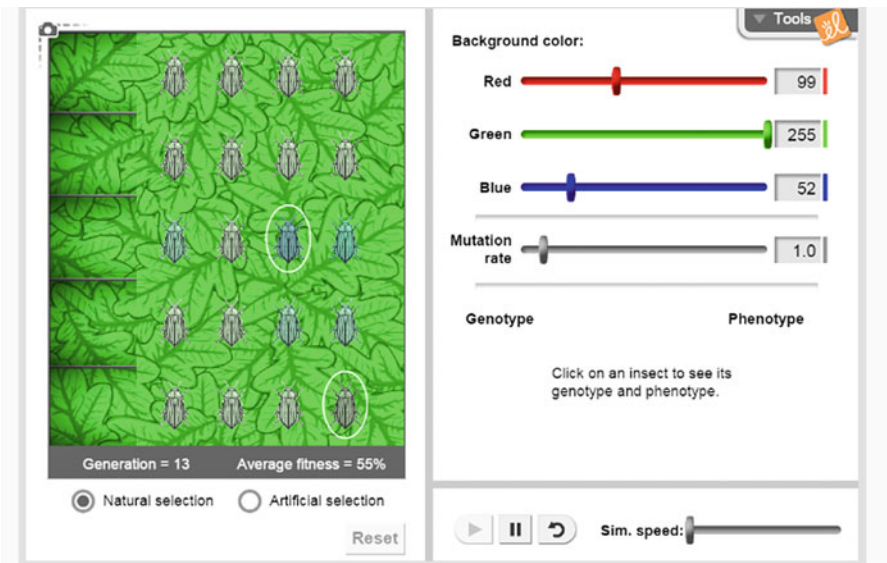 Tools
Background color:
Red
99
Green
255
Blue
52
Mutation
rate
1.0
Genotype
Phenotype
Click on an insect to see its
genotype and phenotype.
Generation = 13
Average fitness = 55%
Natural selection
Artificial selection
Reset
Sim. speed: